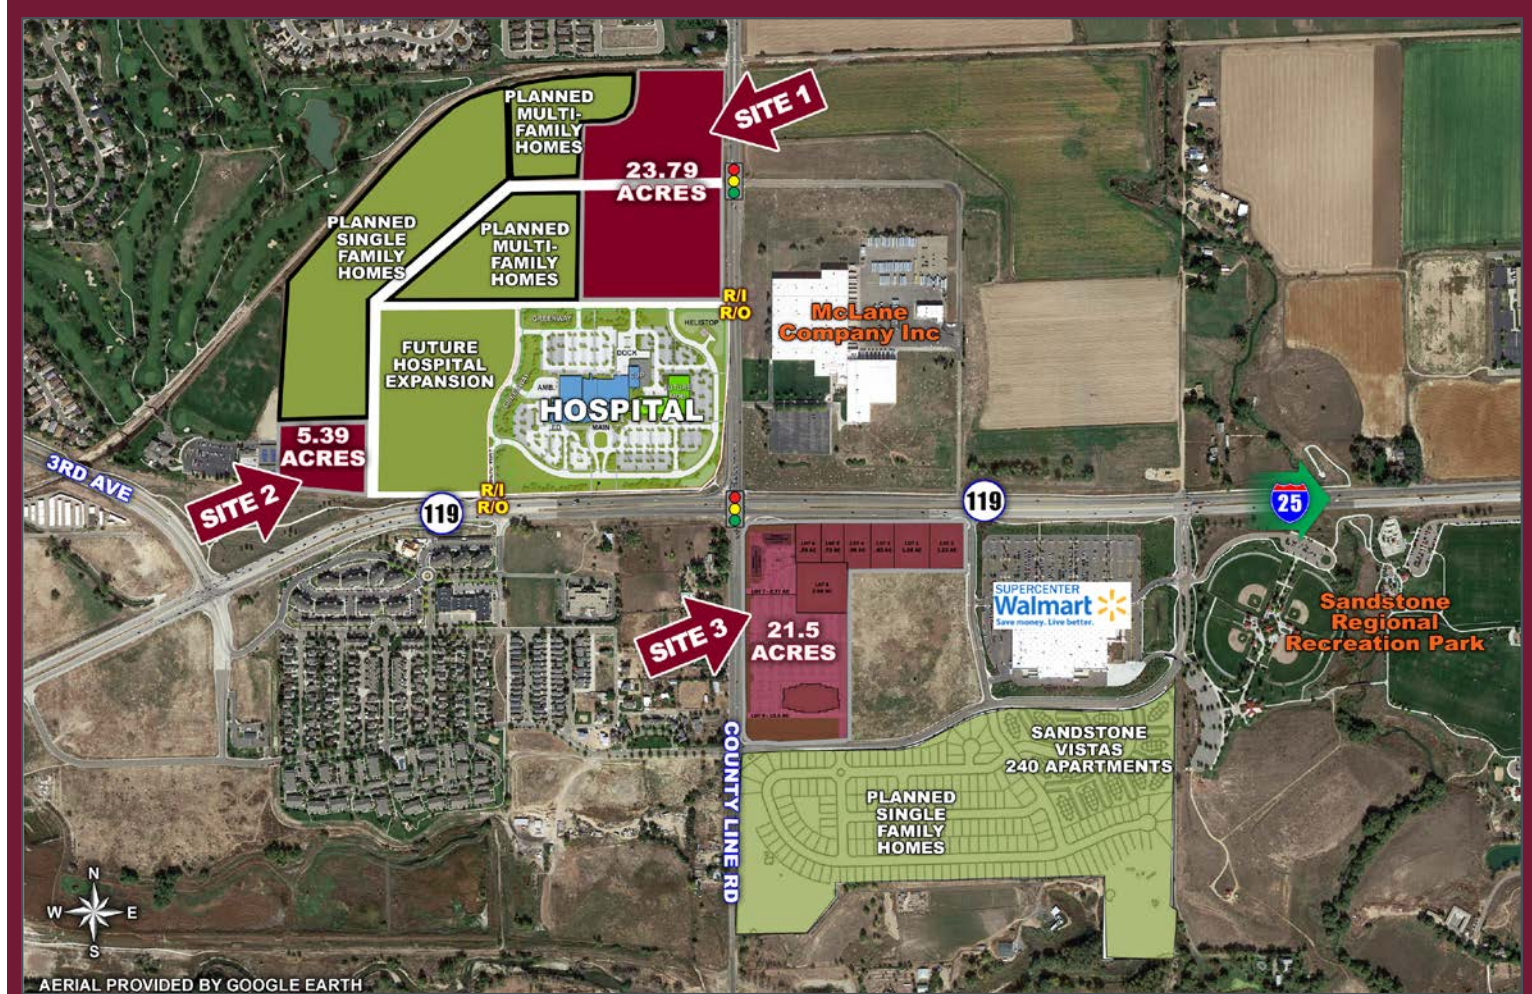 SITE 1
PLANNED
MULTI-
FAMILY
HOMES
23.79
ACRES
PLANNED
SINGLE
FAMILY
HOMES
PLANNED
MULTI-
FAMILY
HOMES
R/I
R/O
McLane
Company Inc
GREENWAY
HELISTOP
DOCK
FUTURE
HOSPITAL
EXPANSION
AMB.
FUTURE
HOSPITAL
MAIN
5.39
ACRES
3RD AVE
SITE 2
R/I
R/O
119
119
25
SUPERCENTER
Walmart
Save money. Live better.
Sandstone
Regional
Recreation Park
SITE 3
21.5
ACRES
COUNTY LINE RD
SANDSTONE
VISTAS
240 APARTMENTS
PLANNED
SINGLE
FAMILY
HOMES
N
W E
S
AERIAL PROVIDED BY GOOGLE EARTH